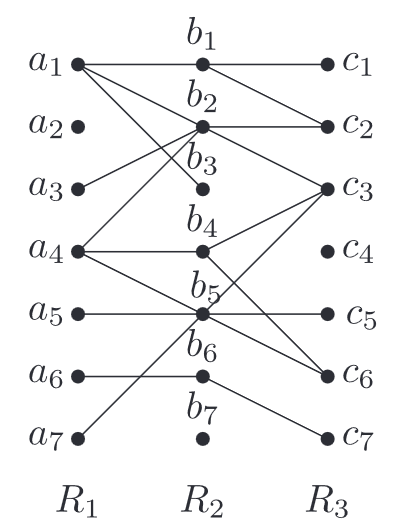 a₁ b₁ c₁
a₂ b₂ c₂
a₃ b₃ c₃
a₄ b₄ c₄
a₅ b₅ c₅
a₆ b₆ c₆
a₇ b₇ c₇
R₁ R₂ R₃